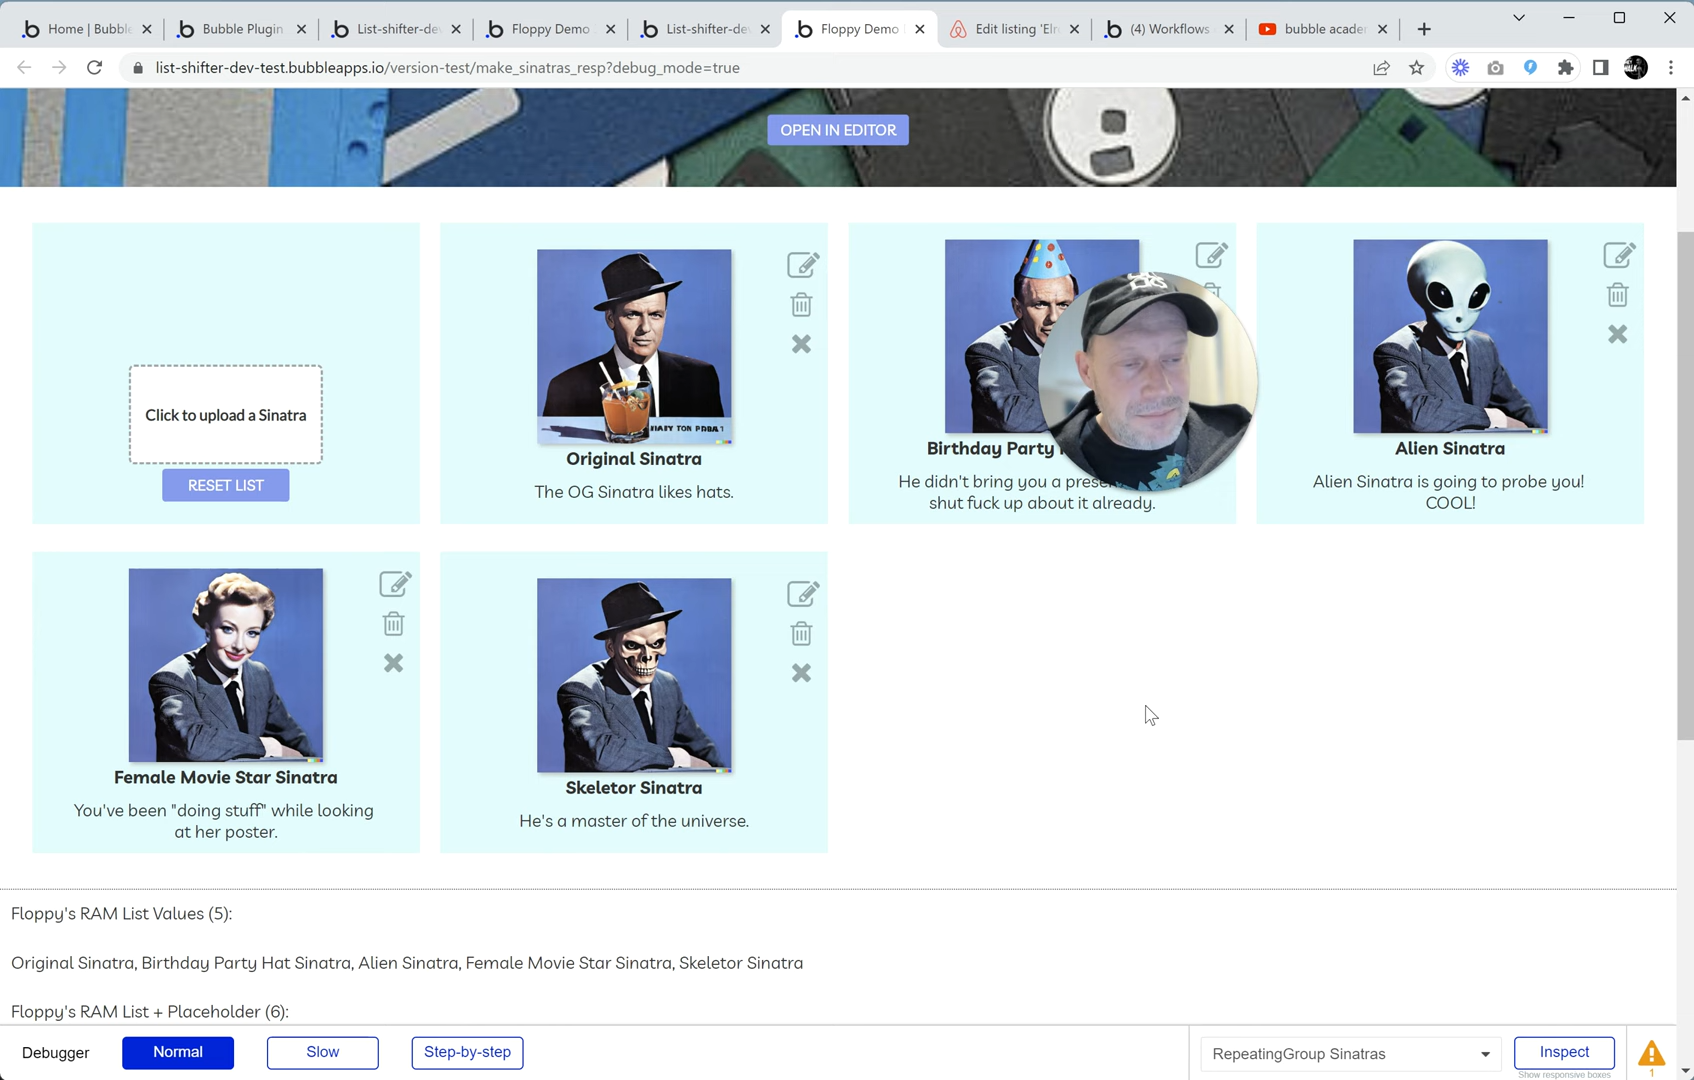 Home | Bubble
Bubble Plugin
List-shifter-dev
Floppy Demo
List-shifter-dev
Floppy Demo
Edit listing 'Elro
(4) Workflows
bubble acader
list-shifter-dev-test.bubbleapps.io/version-test/make_sinatras_resp?debug_mode=true
OPEN IN EDITOR
Click to upload a Sinatra
RESET LIST
Original Sinatra
The OG Sinatra likes hats.
Birthday Party
He didn't bring you a prese
shut fuck up about it already.
Alien Sinatra
Alien Sinatra is going to probe you!
COOL!
Female Movie Star Sinatra
You've been "doing stuff" while looking
at her poster.
Skeletor Sinatra
He's a master of the universe.
Floppy's RAM List Values (5):
Original Sinatra, Birthday Party Hat Sinatra, Alien Sinatra, Female Movie Star Sinatra, Skeletor Sinatra
Floppy's RAM List + Placeholder (6):
Debugger
Normal
Slow
Step-by-step
RepeatingGroup Sinatras
Inspect
Show responsive boxes
1